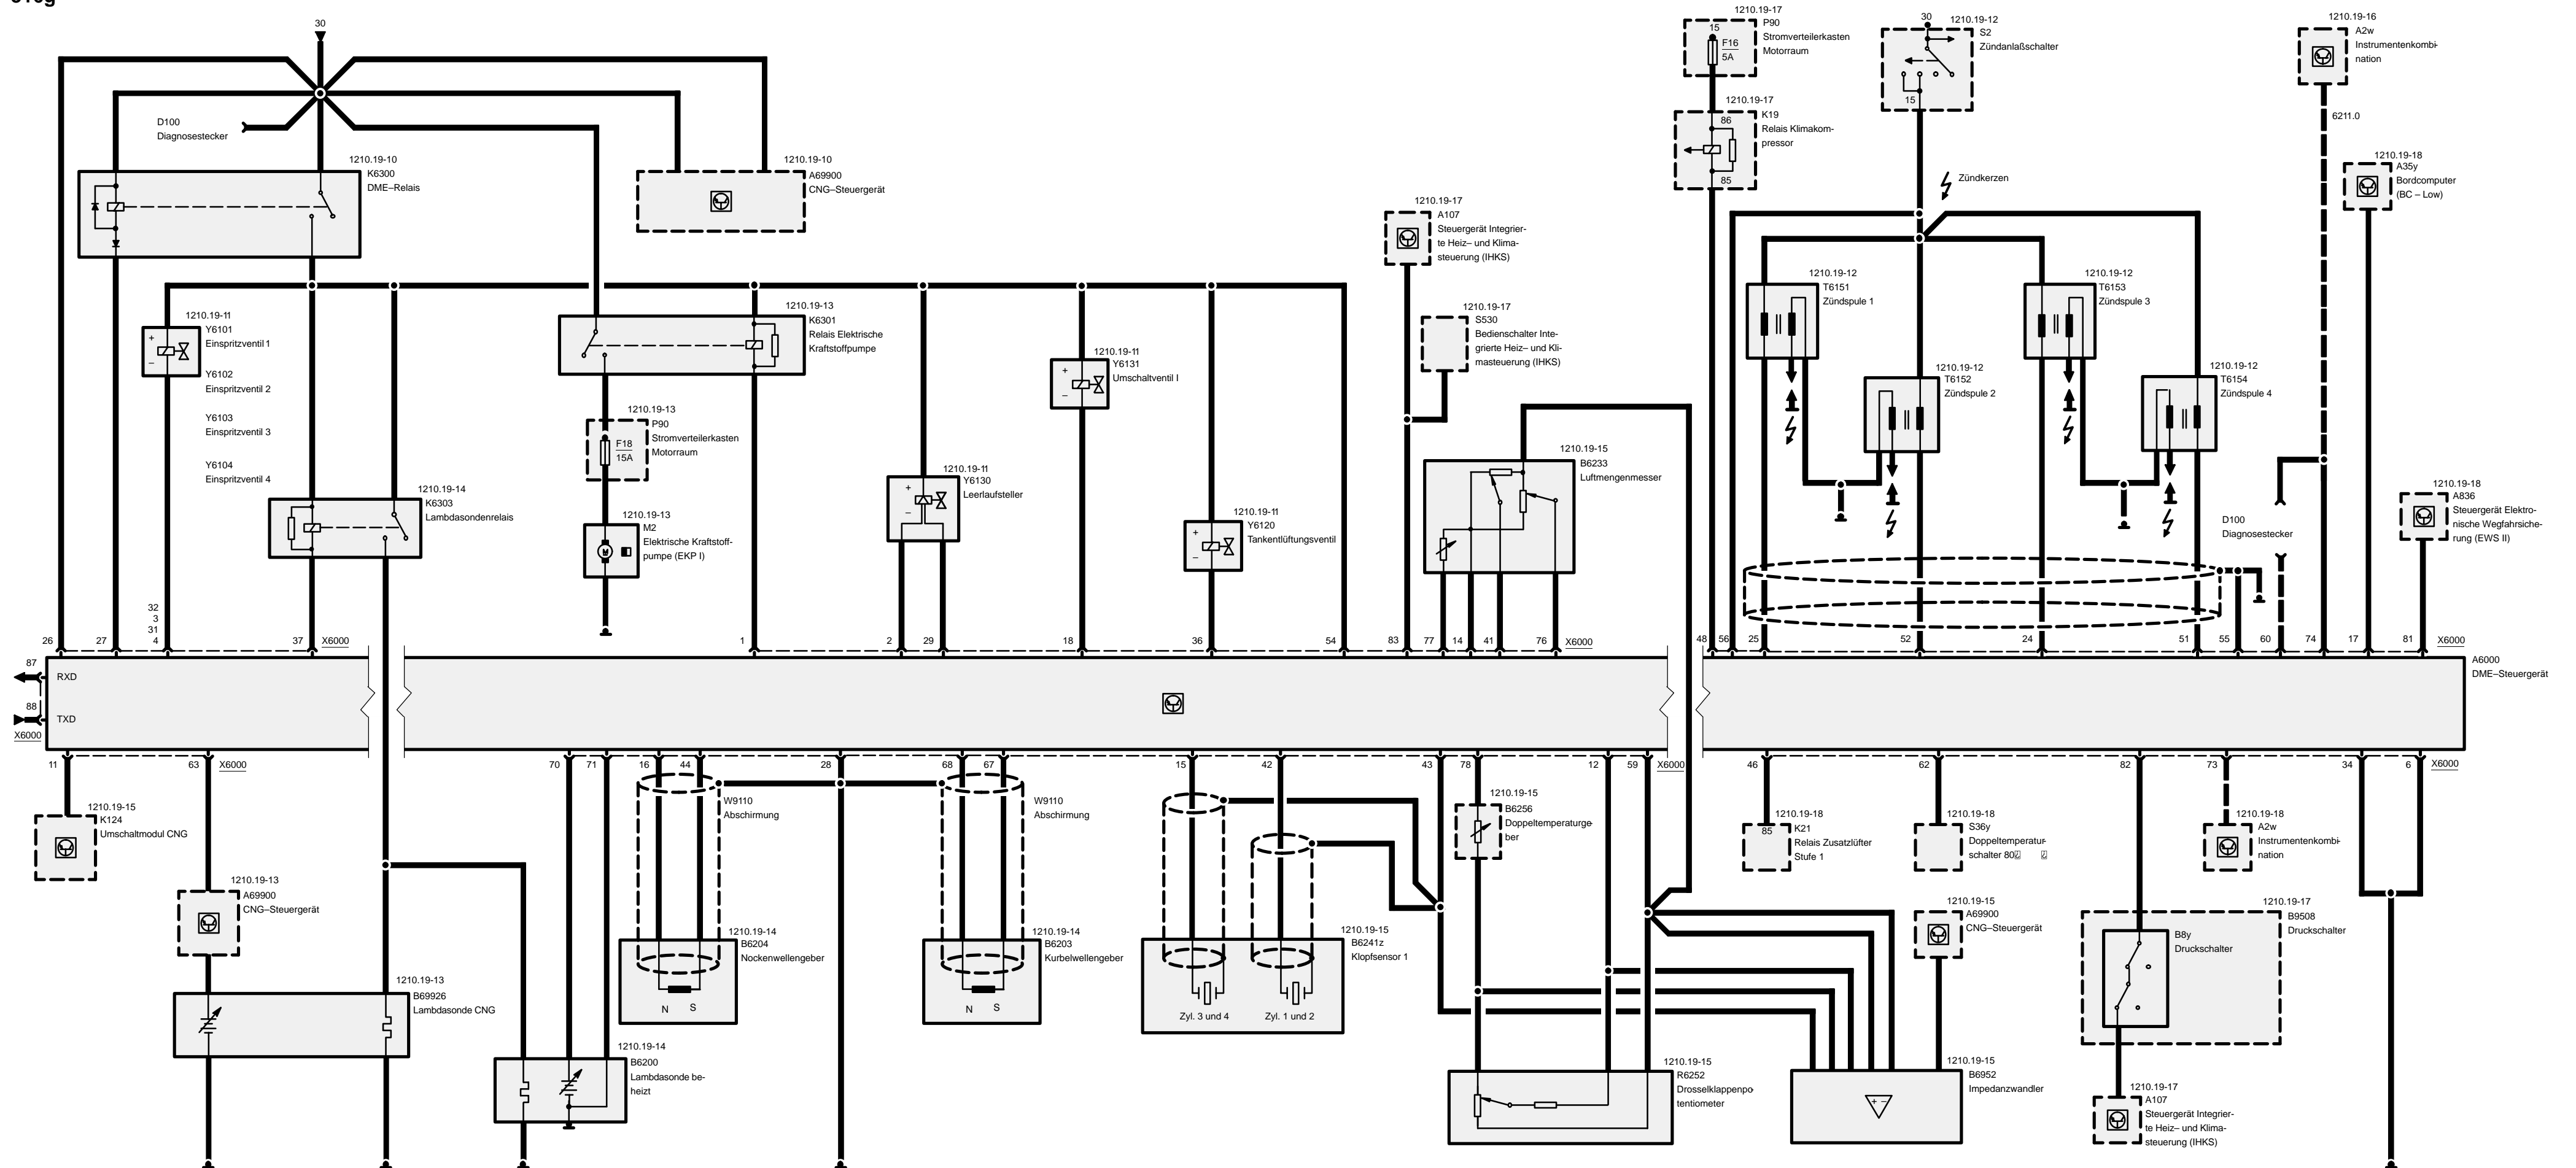 30
D100
Diagnosestecker
1210.19-10
K6300
DME–Relais
1210.19-10
A69900
CNG–Steuergerät
1210.19-11
Y6101
Einspritzventil 1
Y6102
Einspritzventil 2
Y6103
Einspritzventil 3
Y6104
Einspritzventil 4
+
–
1210.19-14
K6303
Lambdasondenrelais
1210.19-13
K6301
Relais Elektrische
Kraftstoffpumpe
1210.19-13
P90
Stromverteilerkasten
Motorraum
F18
15A
1210.19-13
M2
Elektrische Kraftstoff-
pumpe (EKP I)
M
1210.19-11
Y6130
Leerlaufsteller
+
–
1210.19-11
Y6131
Umschaltventil I
+
–
1210.19-11
Y6120
Tankentlüftungsventil
+
–
1210.19-17
A107
Steuergerät Integrier-
te Heiz– und Klima-
steuerung (IHKS)
1210.19-17
S530
Bedienschalter Inte-
grierte Heiz– und Kli-
masteuerung (IHKS)
1210.19-15
B6233
Luftmengenmesser
1210.19-17
P90
Stromverteilerkasten
Motorraum
15
F16
5A
1210.19-17
K19
Relais Klimakom-
pressor
86
85
30
1210.19-12
S2
Zündanlaßschalter
15
Zündkerzen
1210.19-12
T6151
Zündspule 1
1210.19-12
T6152
Zündspule 2
1210.19-12
T6153
Zündspule 3
1210.19-12
T6154
Zündspule 4
1210.19-16
A2w
Instrumentenkombi-
nation
6211.0
1210.19-18
A35y
Bordcomputer
(BC – Low)
D100
Diagnosestecker
1210.19-18
A836
Steuergerät Elektro-
nische Wegfahrsiche-
rung (EWS II)
26
27
32
3
31
4
37
X6000
1
2
29
18
36
54
83
77
14
41
76
X6000
48
56
25
52
24
51
55
60
74
17
81
X6000
87
RXD
88
TXD
X6000
A6000
DME–Steuergerät
11
63
X6000
70
71
16
44
28
68
67
15
42
43
78
12
59
X6000
46
62
82
73
34
6
X6000
1210.19-15
K124
Umschaltmodul CNG
1210.19-13
A69900
CNG–Steuergerät
1210.19-13
B69926
Lambdasonde CNG
1210.19-14
B6200
Lambdasonde be-
heizt
W9110
Abschirmung
1210.19-14
B6204
Nockenwellengeber
N
S
W9110
Abschirmung
1210.19-14
B6203
Kurbelwellengeber
N
S
1210.19-15
B6241z
Klopfsensor 1
Zyl. 3 und 4
Zyl. 1 und 2
1210.19-15
B6256
Doppeltemperaturge-
ber
1210.19-15
R6252
Drosselklappenpo-
tentiometer
1210.19-18
85
K21
Relais Zusatzlüfter
Stufe 1
1210.19-18
S36y
Doppeltemperatur-
schalter 80
1210.19-15
A69900
CNG–Steuergerät
1210.19-15
B6952
Impedanzwandler
+ –
1210.19-18
A2w
Instrumentenkombi-
nation
1210.19-17
B9508
Druckschalter
B8y
Druckschalter
1210.19-17
A107
Steuergerät Integrier-
te Heiz– und Klima-
steuerung (IHKS)